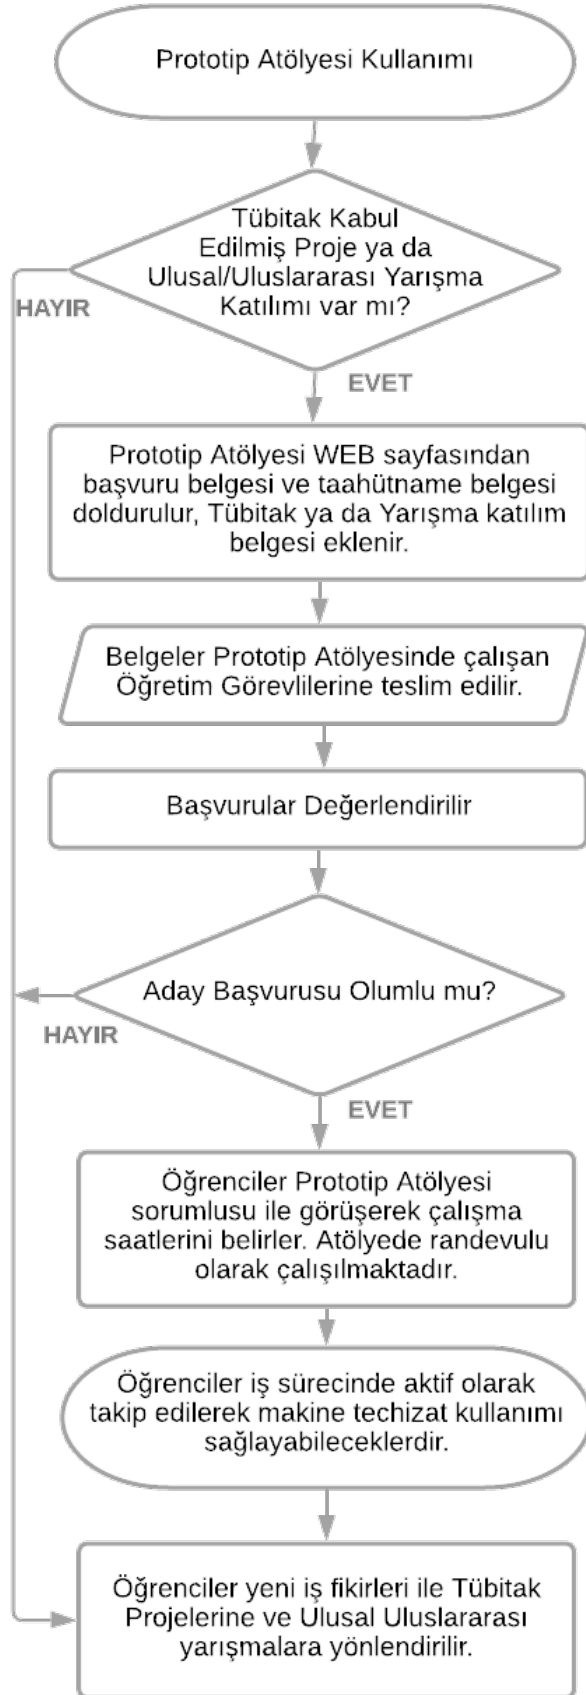 Prototip Atölyesi Kullanımı
Tübitak Kabul
Edilmiş Proje ya da
Ulusal/Uluslararası Yarışma
Katılımı var mı?
HAYIR
EVET
Prototip Atölyesi WEB sayfasından
başvuru belgesi ve taahütname belgesi
doldurulur, Tübitak ya da Yarışma katılım
belgesi eklenir.
Belgeler Prototip Atölyesinde çalışan
Öğretim Görevlilerine teslim edilir.
Başvurular Değerlendirilir
Aday Başvurusu Olumlu mu?
HAYIR
EVET
Öğrenciler Prototip Atölyesi
sorumlusu ile görüşerek çalışma
saatlerini belirler. Atölyede randevulu
olarak çalışılmaktadır.
Öğrenciler iş sürecinde aktif olarak
takip edilerek makine techizat kullanımı
sağlayabileceklerdir.
Öğrenciler yeni iş fikirleri ile Tübitak
Projelerine ve Ulusal Uluslararası
yarışmalara yönlendirilir.